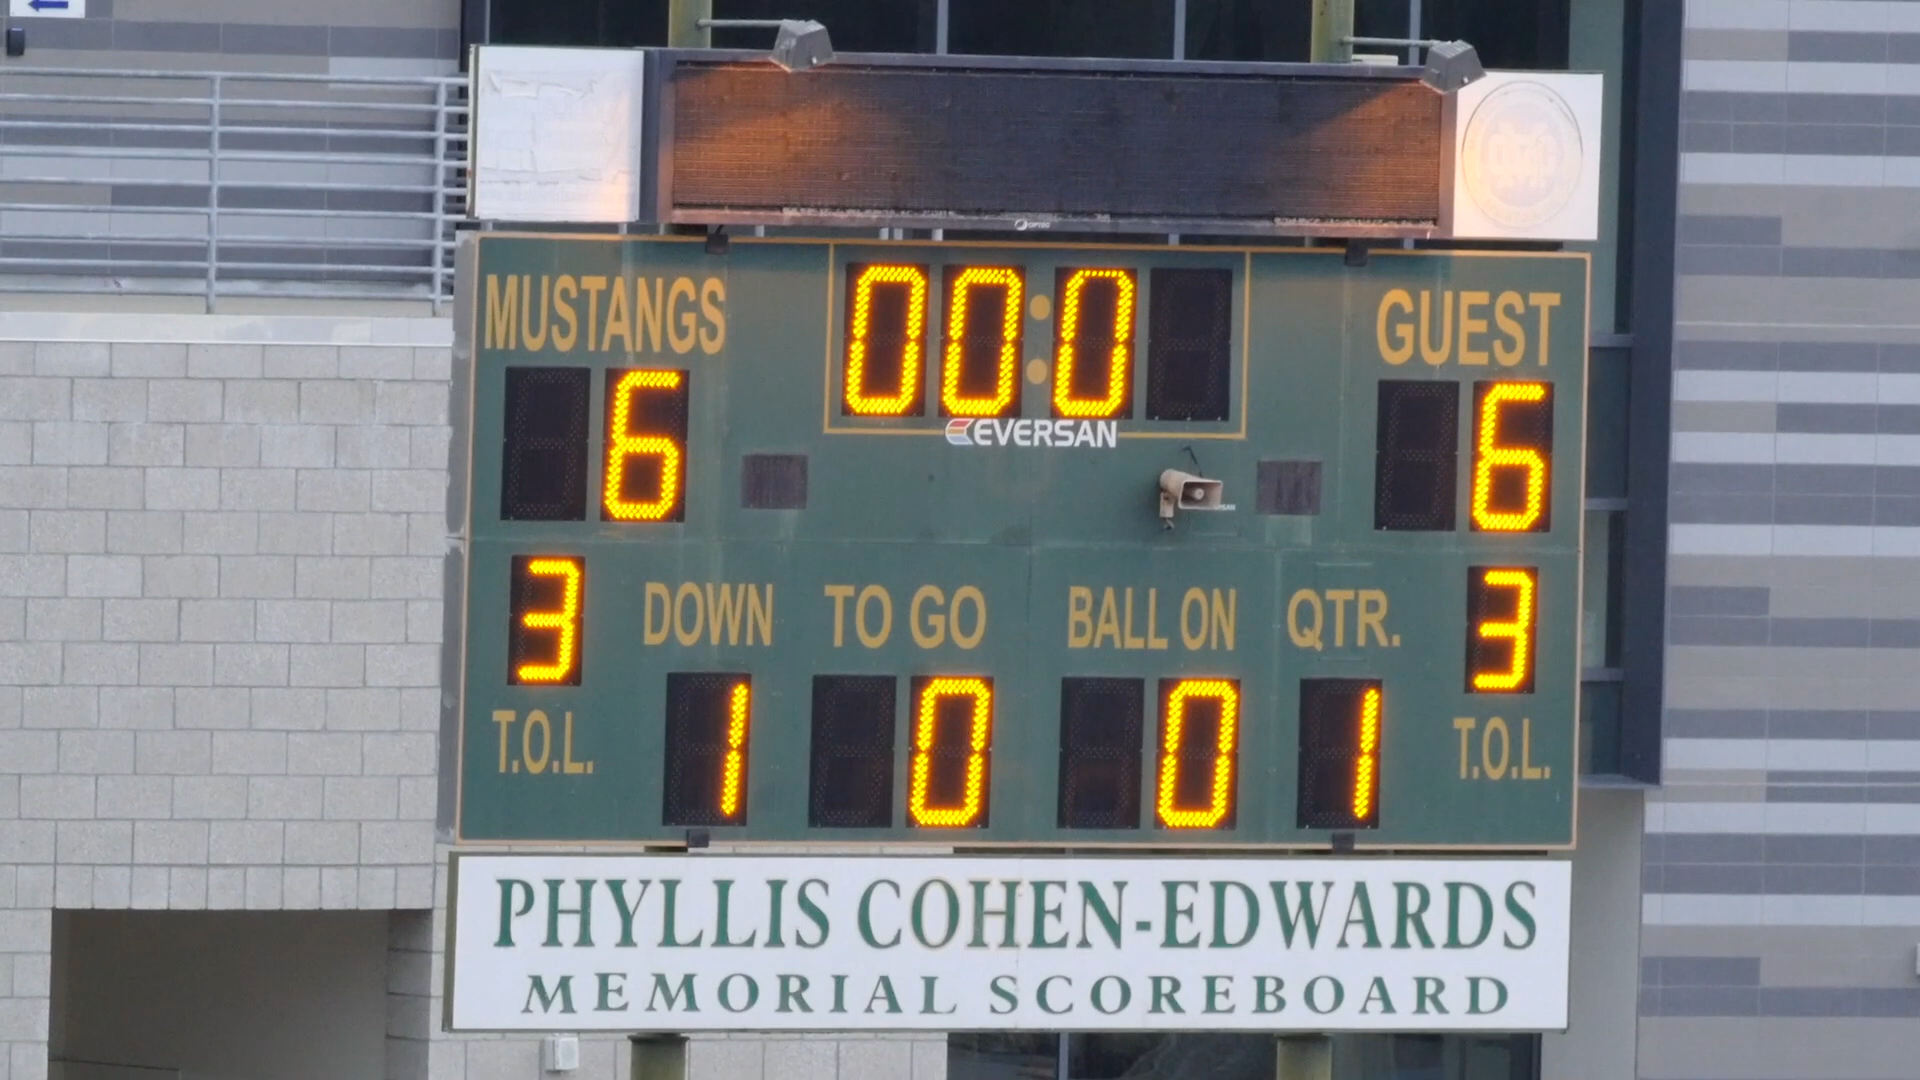 MUSTANGS
00:0
GUEST
6
6
EVERSAN
3
3
DOWN
TO GO
BALL ON
QTR.
T.O.L.
1
0
0
1
T.O.L.
PHYLLIS COHEN-EDWARDS
MEMORIAL SCOREBOARD